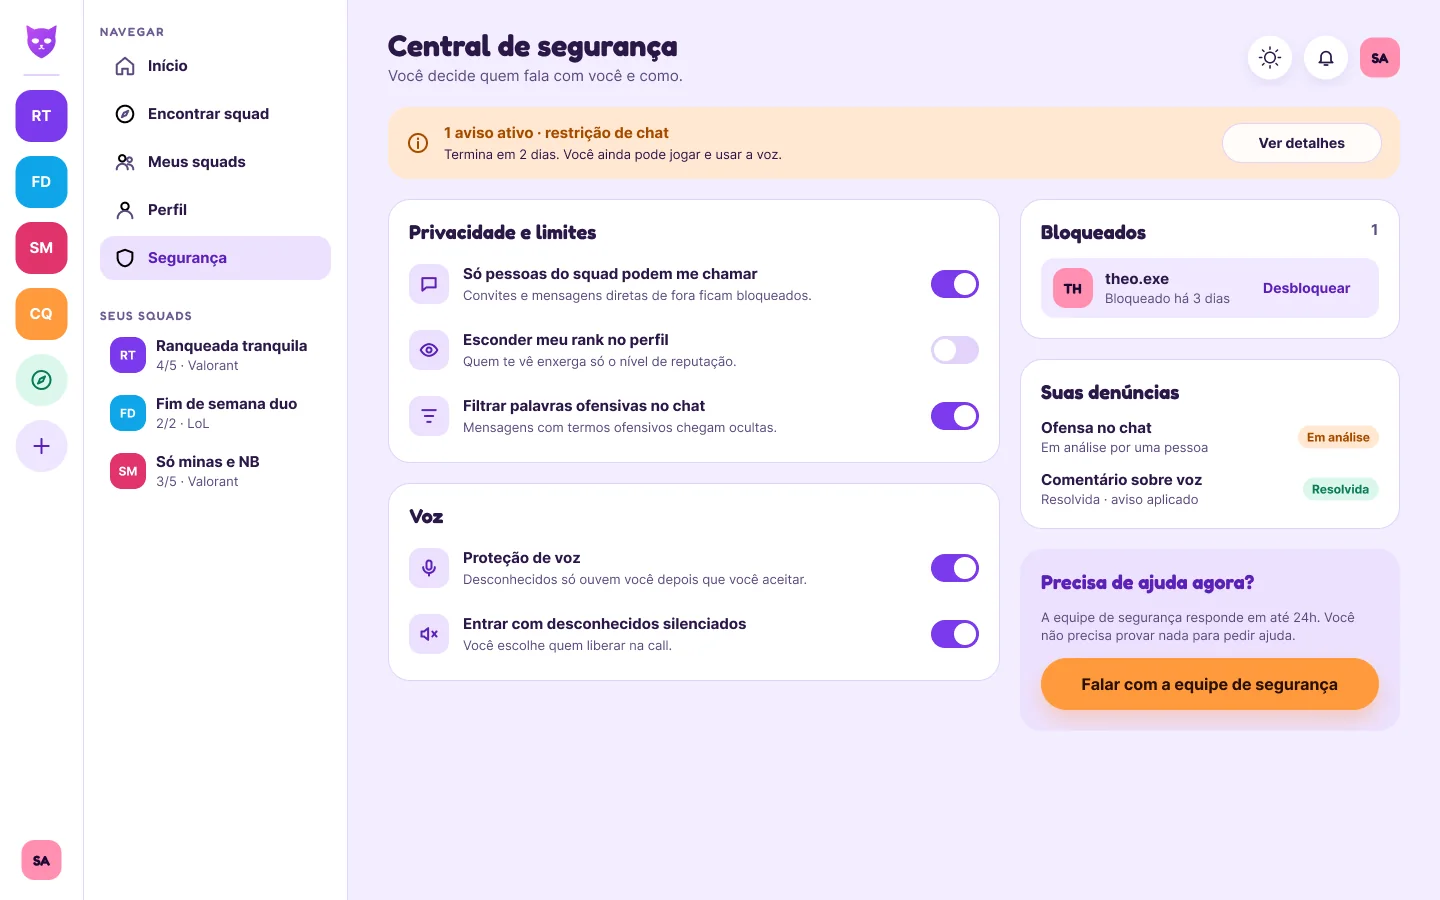 RT
FD
SM
CQ
SA
NAVEGAR
Início
Encontrar squad
Meus squads
Perfil
Segurança
SEUS SQUADS
RT
Ranqueada tranquila
4/5 · Valorant
FD
Fim de semana duo
2/2 · LoL
SM
Só minas e NB
3/5 · Valorant
Central de segurança
Você decide quem fala com você e como.
SA
1 aviso ativo · restrição de chat
Termina em 2 dias. Você ainda pode jogar e usar a voz.
Ver detalhes
Privacidade e limites
Só pessoas do squad podem me chamar
Convites e mensagens diretas de fora ficam bloqueados.
Esconder meu rank no perfil
Quem te vê enxerga só o nível de reputação.
Filtrar palavras ofensivas no chat
Mensagens com termos ofensivos chegam ocultas.
Voz
Proteção de voz
Desconhecidos só ouvem você depois que você aceitar.
Entrar com desconhecidos silenciados
Você escolhe quem liberar na call.
Bloqueados
1
TH
theo.exe
Bloqueado há 3 dias
Desbloquear
Suas denúncias
Ofensa no chat
Em análise por uma pessoa
Em análise
Comentário sobre voz
Resolvida · aviso aplicado
Resolvida
Precisa de ajuda agora?
A equipe de segurança responde em até 24h. Você
não precisa provar nada para pedir ajuda.
Falar com a equipe de segurança